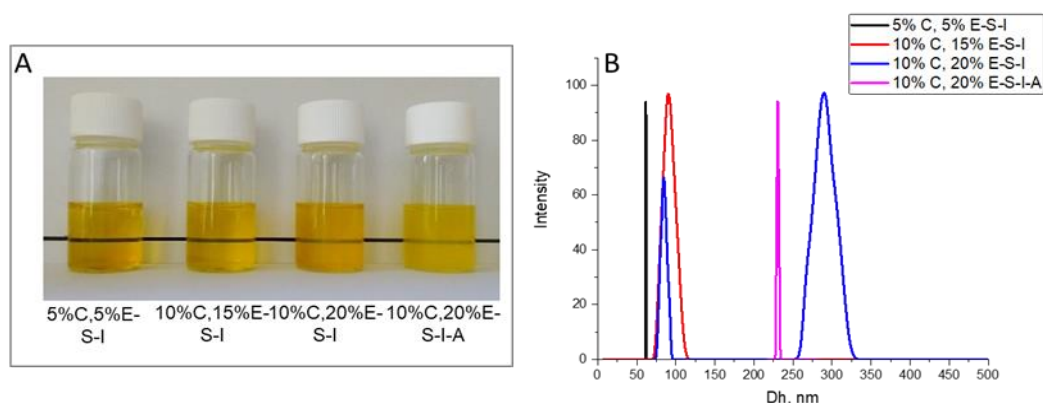 A
5%C,5%E-
S-I
10%C,15%E-
S-I
10%C,20%E-
S-I
10%C,20%E-
S-I-A
B
5% C, 5% E-S-I
10% C, 15% E-S-I
10% C, 20% E-S-I
10% C, 20% E-S-I-A
Intensity
100
80
60
40
20
0
0 50 100 150 200 250 300 350 400 450 500
Dh, nm